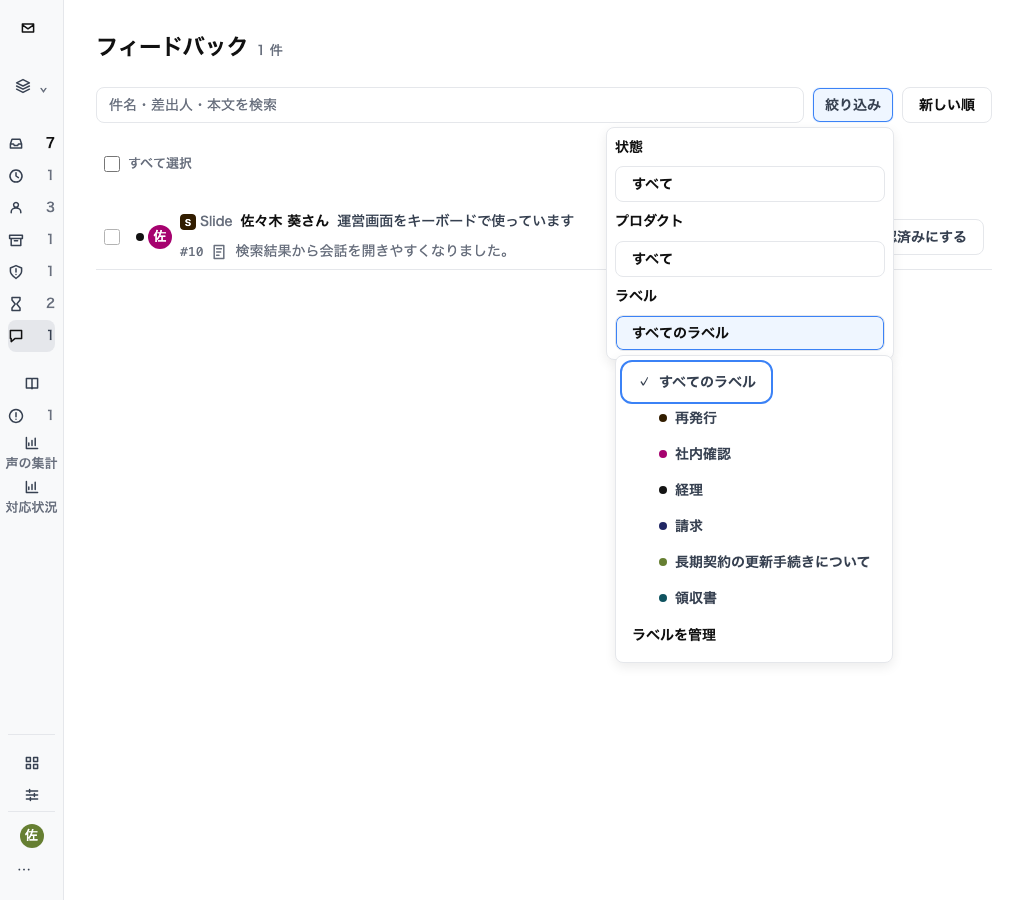 フィードバック 1 件
件名・差出人・本文を検索
絞り込み
新しい順
7
1
3
1
1
2
1
1
声の集計
対応状況
すべて選択
S Slide 佐々木 葵さん 運営画面をキーボードで使っています
佐
#10 検索結果から会話を開きやすくなりました。
済みにする
状態
すべて
プロダクト
すべて
ラベル
すべてのラベル
✓ すべてのラベル
再発行
社内確認
経理
請求
長期契約の更新手続きについて
領収書
ラベルを管理
佐
…